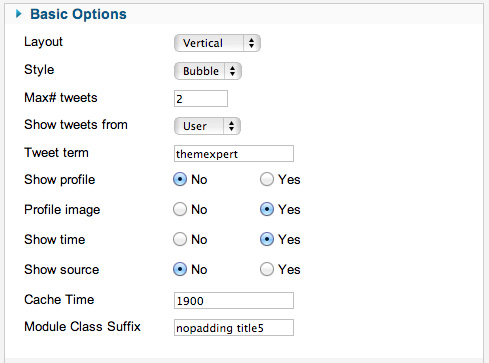 Basic Options
Layout Vertical
Style Bubble
Max# tweets 2
Show tweets from User
Tweet term themexpert
Show profile No Yes
Profile image No Yes
Show time No Yes
Show source No Yes
Cache Time 1900
Module Class Suffix nopadding title5